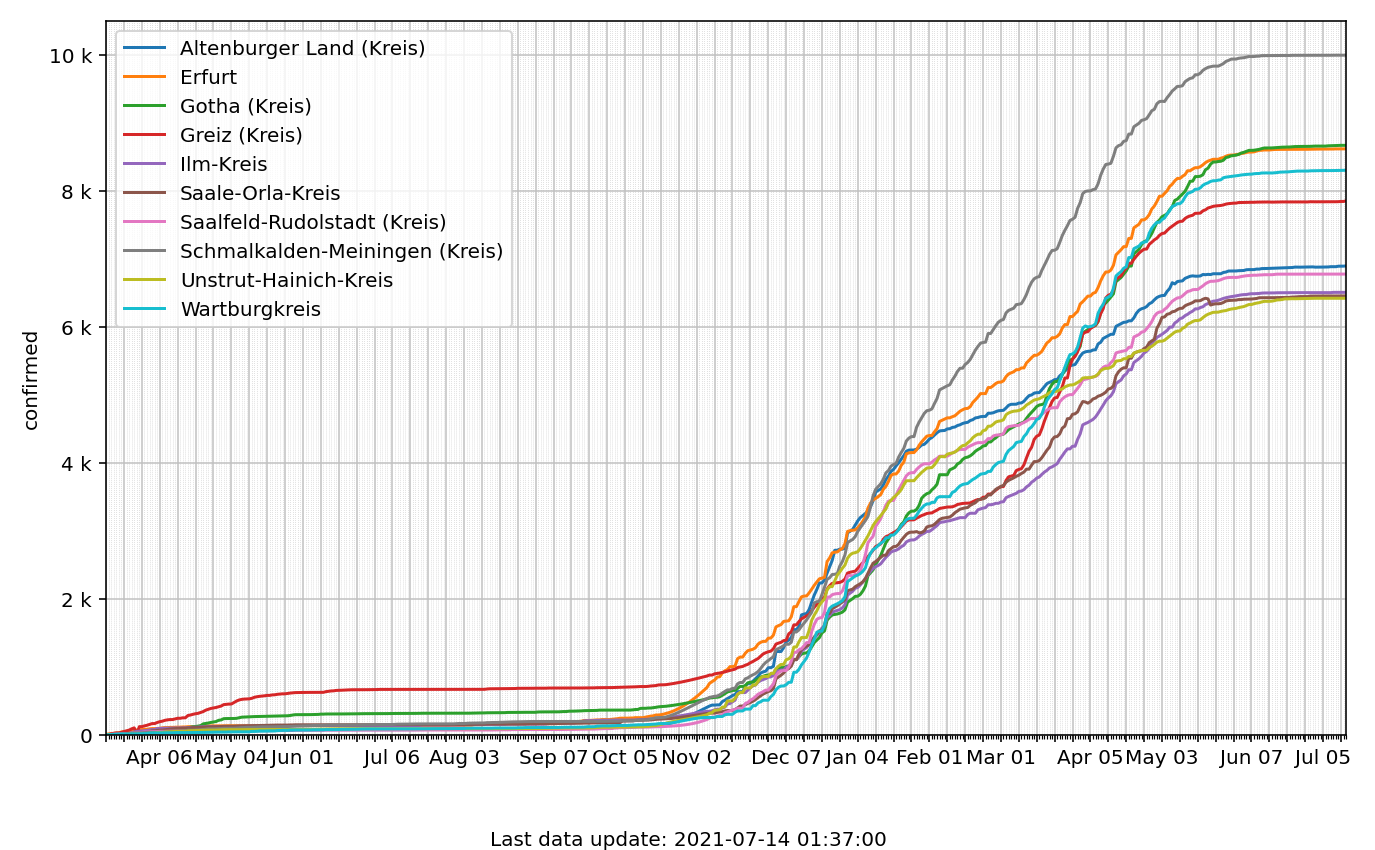 10 k
8 k
6 k
4 k
2 k
0
confirmed
Altenburger Land (Kreis)
Erfurt
Gotha (Kreis)
Greiz (Kreis)
Ilm-Kreis
Saale-Orla-Kreis
Saalfeld-Rudolstadt (Kreis)
Schmalkalden-Meiningen (Kreis)
Unstrut-Hainich-Kreis
Wartburgkreis
Apr 06 May 04 Jun 01 Jul 06 Aug 03 Sep 07 Oct 05 Nov 02 Dec 07 Jan 04 Feb 01 Mar 01 Apr 05 May 03 Jun 07 Jul 05
Last data update: 2021-07-14 01:37:00